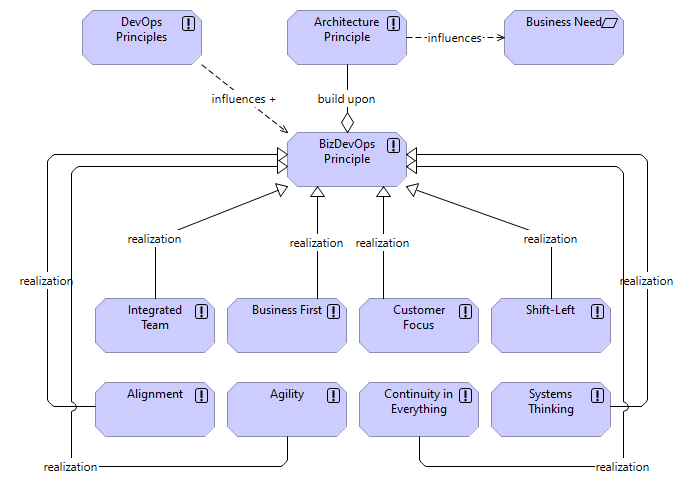 DevOps
Principles
Architecture
Principle
influences
Business Need
influences +
build upon
BizDevOps
Principle
realization
realization
realization
realization
realization
realization
Integrated
Team
Business First
Customer
Focus
Shift-Left
Alignment
Agility
Continuity in
Everything
Systems
Thinking
realization
realization